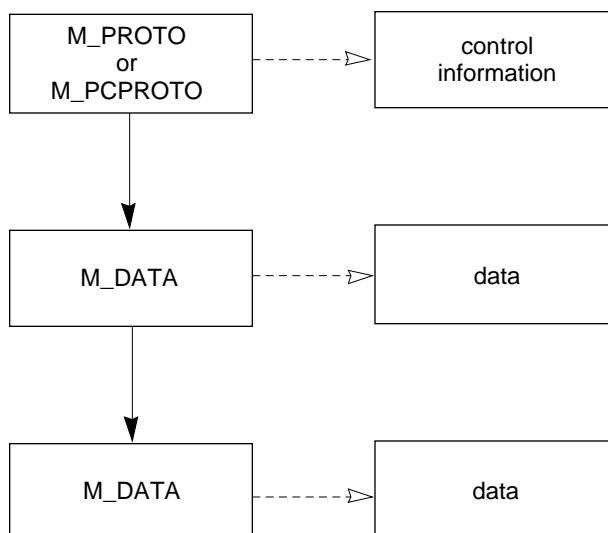 M_PROTO
or
M_PCPROTO
control
information
M_DATA
data
M_DATA
data